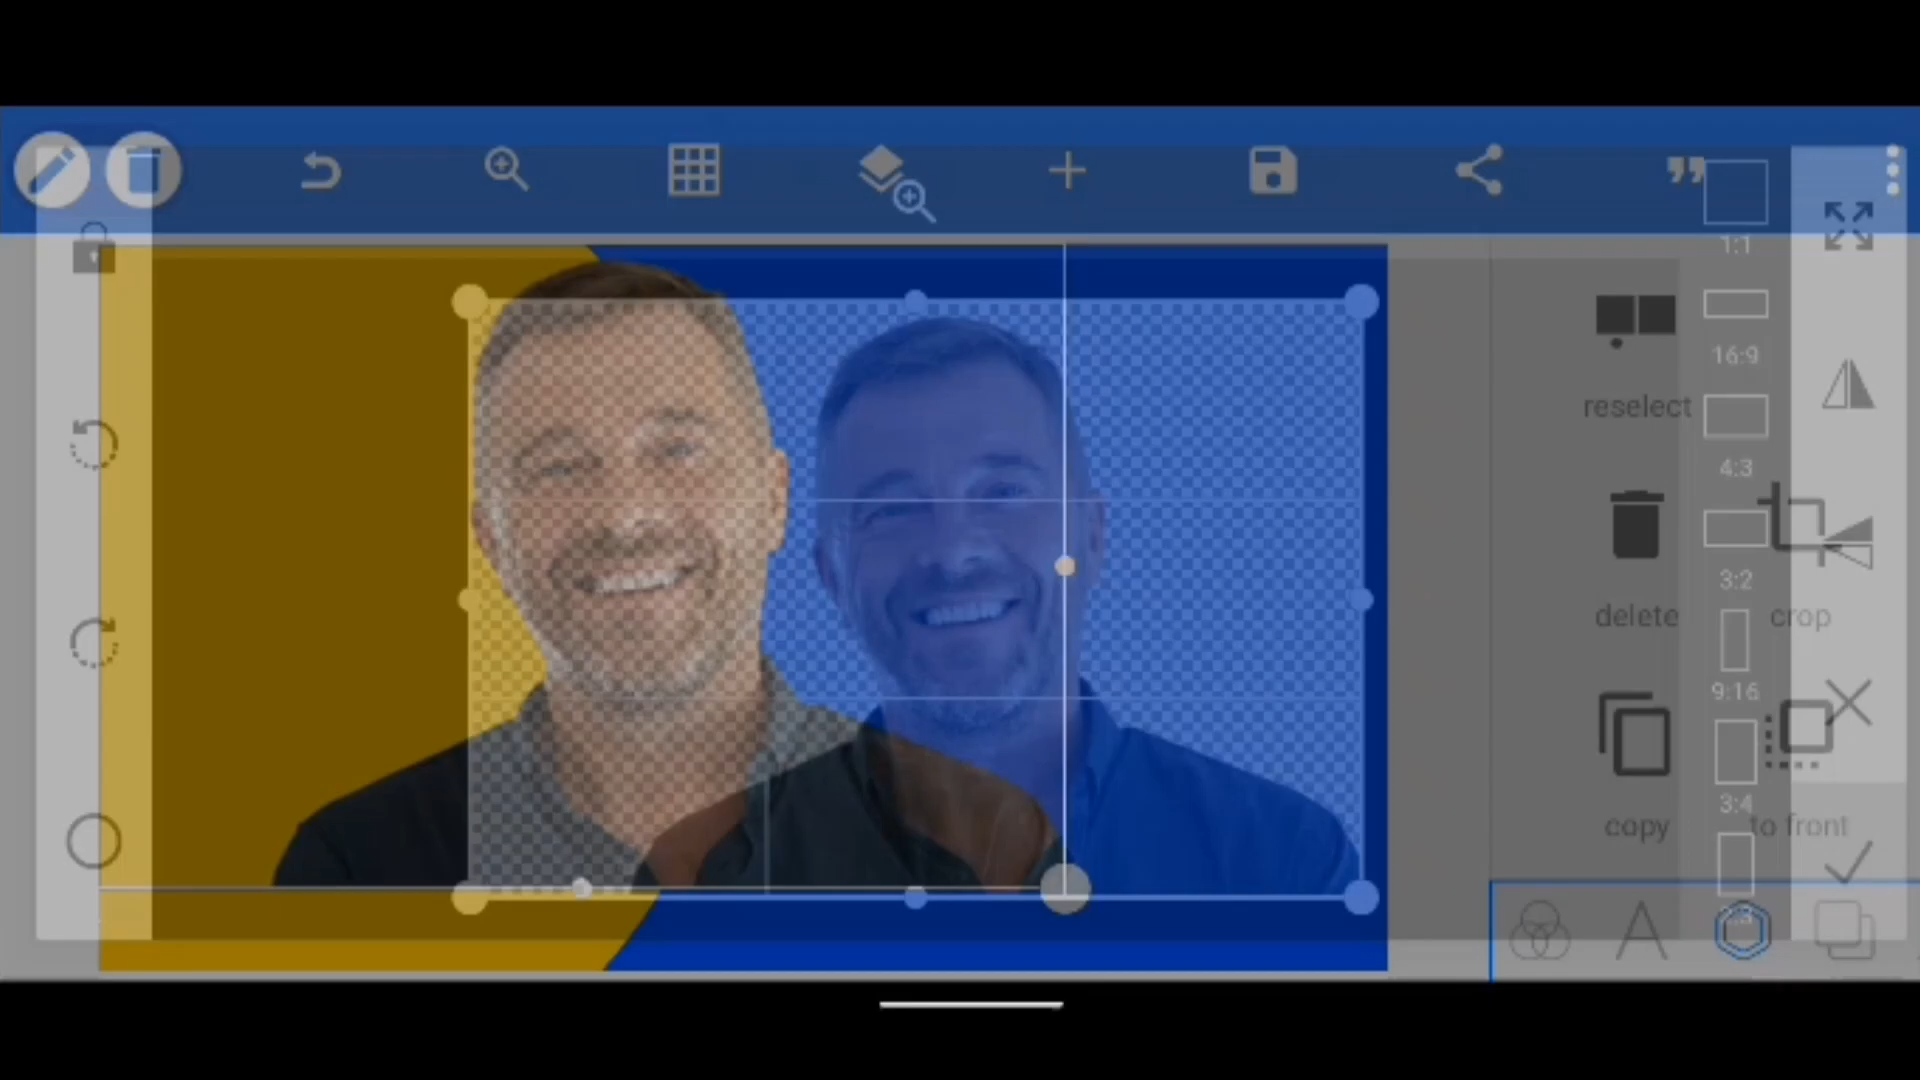 1:1
16:9
reselect
4:3
3:2
delete
crop
9:16
3:4
copy
to front
A